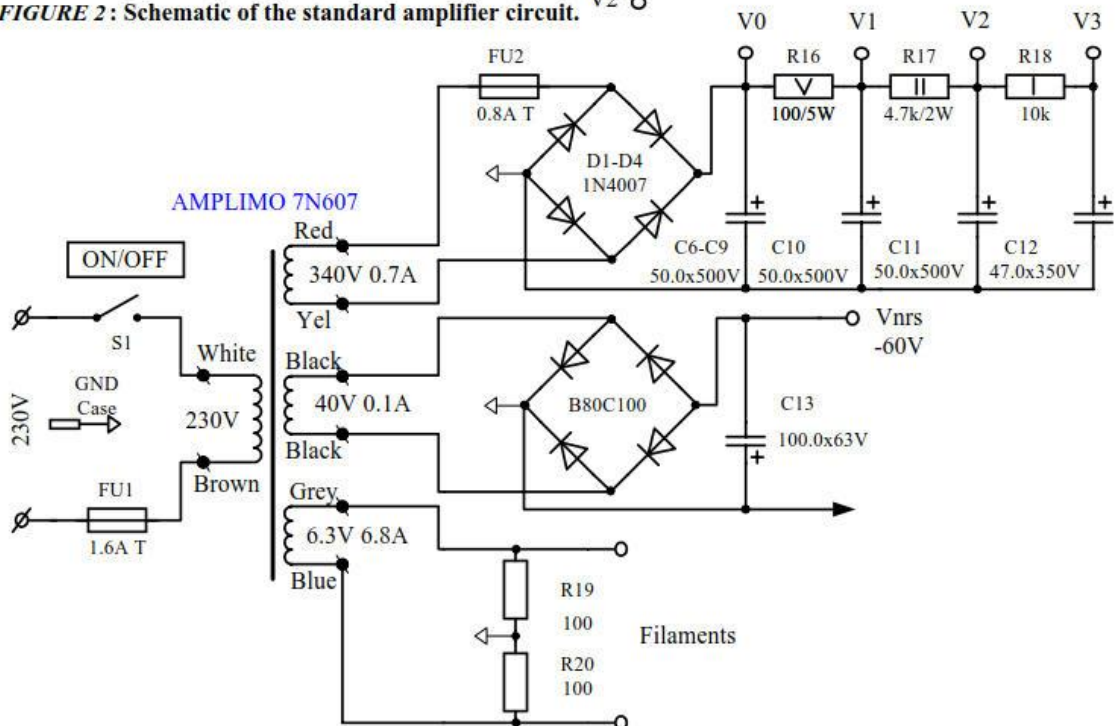 FIGURE 2: Schematic of the standard amplifier circuit.
V0
V1
V2
V3
FU2
0.8A T
R16
100/5W
R17
4.7k/2W
R18
10k
D1-D4
1N4007
AMPLIMO 7N607
ON/OFF
Red
340V 0.7A
Yel
+
+
+
+
C6-C9
50.0x500V
C10
50.0x500V
C11
50.0x500V
C12
47.0x350V
S1
White
230V
GND
Case
230V
Brown
FU1
1.6A T
Black
40V 0.1A
Black
B80C100
Vnrs
-60V
C13
100.0x63V
+
Grey
6.3V 6.8A
Blue
R19
100
R20
100
Filaments